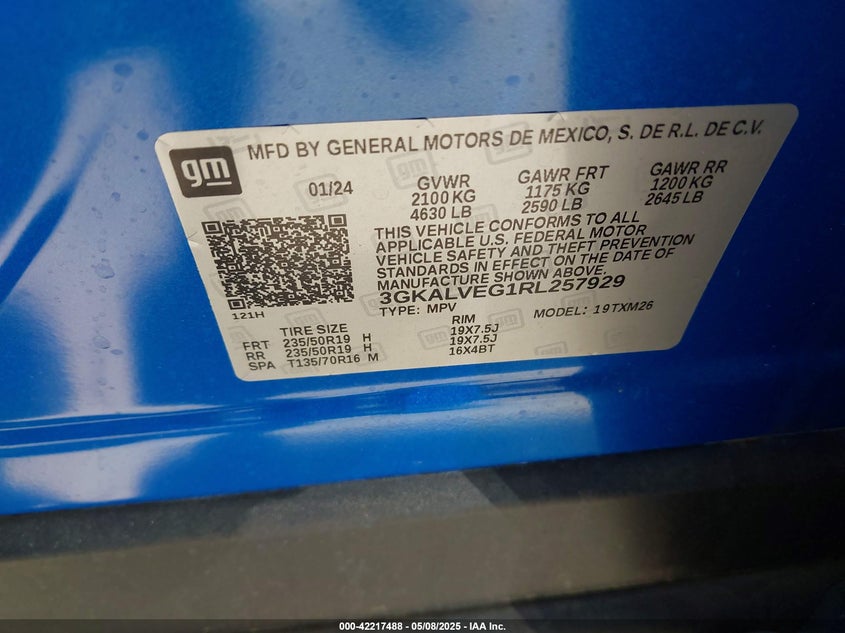 gm
MFD BY GENERAL MOTORS DE MEXICO, S. DE R.L. DE C.V.
01/24 GVWR GAWR FRT GAWR RR
2100 KG 1175 KG 1200 KG
4630 LB 2590 LB 2645 LB
THIS VEHICLE CONFORMS TO ALL
APPLICABLE U.S. FEDERAL MOTOR
VEHICLE SAFETY AND THEFT PREVENTION
STANDARDS IN EFFECT ON THE DATE OF
MANUFACTURE SHOWN ABOVE.
3GKALVEG1RL257929
121H
TYPE: MPV MODEL: 19TXM26
TIRE SIZE RIM
FRT 235/50R19 H 19X7.5J
RR 235/50R19 H 19X7.5J
SPA T135/70R16 M 16X4BT
000-42217488 - 05/08/2025 - IAA Inc.